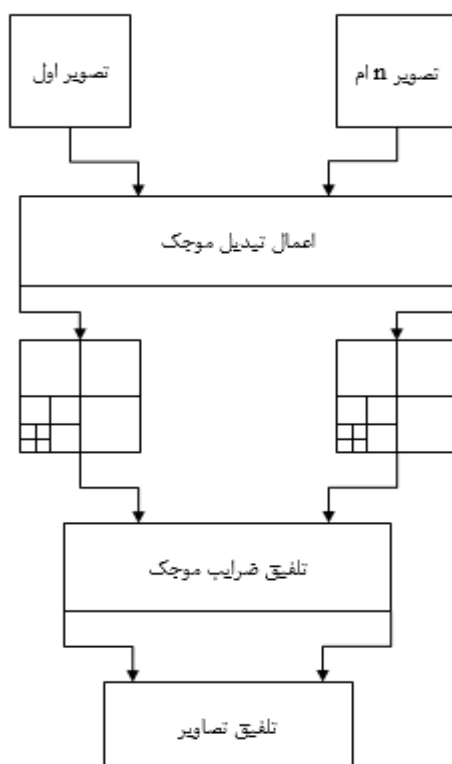 تصویر اول
تصویر n ام
اعمال تبدیل موجک
تلفیق ضرایب موجک
تلفیق تصاویر